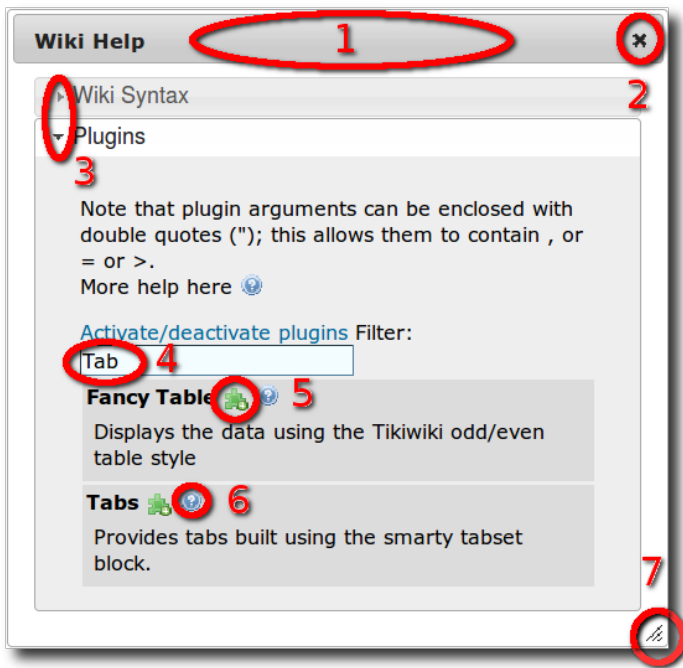 Wiki Help 1
2
Wiki Syntax
Plugins
3
Note that plugin arguments can be enclosed with
double quotes ("); this allows them to contain , or
= or >.
More help here
Activate/deactivate plugins Filter:
Tab 4
Fancy Table 5
Displays the data using the Tikiwiki odd/even
table style
Tabs 6
Provides tabs built using the smarty tabset
block.
7